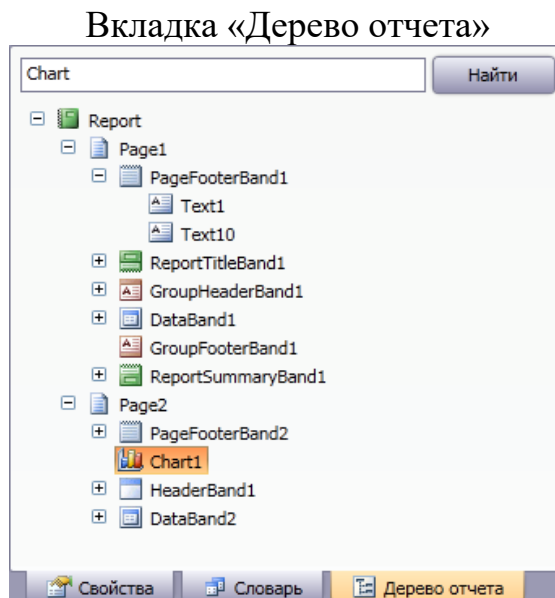 Вкладка «Дерево отчета»
Chart
Найти
Report
Page1
PageFooterBand1
Text1
Text10
ReportTitleBand1
GroupHeaderBand1
DataBand1
GroupFooterBand1
ReportSummaryBand1
Page2
PageFooterBand2
Chart1
HeaderBand1
DataBand2
Свойства Словарь Дерево отчета